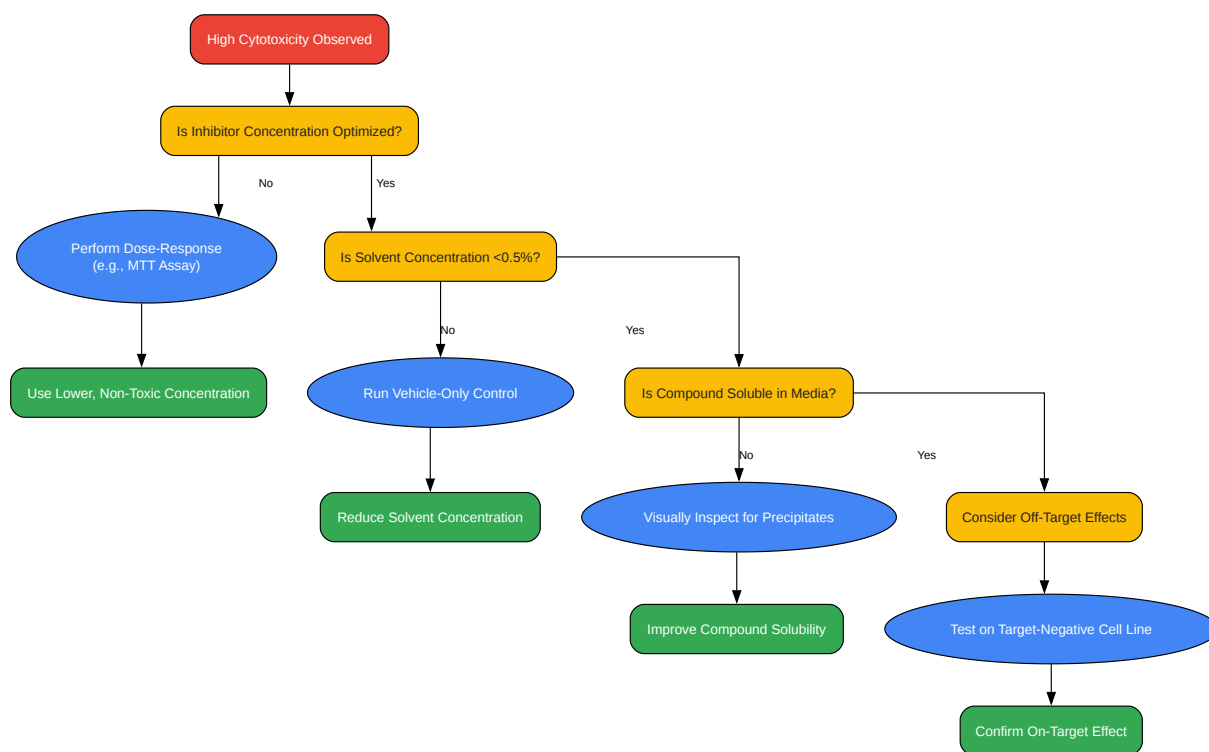 High Cytotoxicity Observed
Is Inhibitor Concentration Optimized?
No
Yes
Perform Dose-Response
(e.g., MTT Assay)
Is Solvent Concentration <0.5%?
No
Yes
Use Lower, Non-Toxic Concentration
Run Vehicle-Only Control
Is Compound Soluble in Media?
No
Yes
Reduce Solvent Concentration
Visually Inspect for Precipitates
Consider Off-Target Effects
Improve Compound Solubility
Test on Target-Negative Cell Line
Confirm On-Target Effect